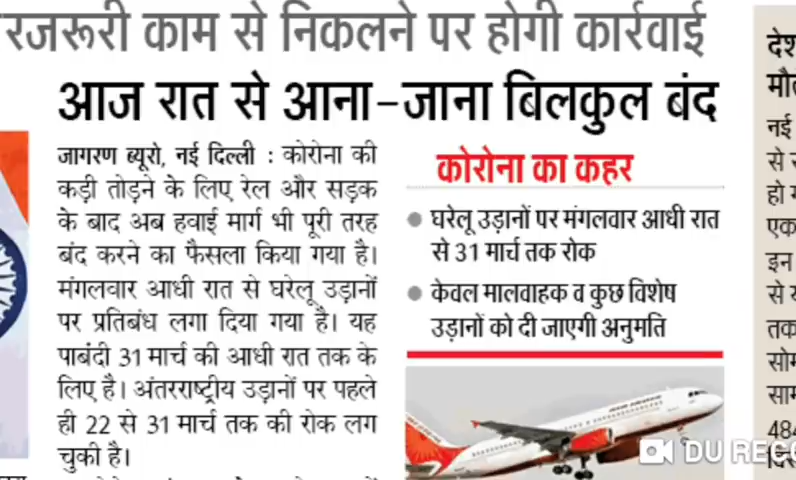 रजरूरी काम से निकलने पर होगी कार्रवाई
आज रात से आना-जाना बिलकुल बंद
जागरण ब्यूरो, नई दिल्ली : कोरोना की
कड़ी तोड़ने के लिए रेल और सड़क
के बाद अब हवाई मार्ग भी पूरी तरह
बंद करने का फैसला किया गया है।
मंगलवार आधी रात से घरेलू उड़ानों
पर प्रतिबंध लगा दिया गया है। यह
पाबंदी 31 मार्च की आधी रात तक के
लिए है। अंतरराष्ट्रीय उड़ानों पर पहले
ही 22 से 31 मार्च तक की रोक लग
चुकी है।
कोरोना का कहर
घरेलू उड़ानों पर मंगलवार आधी रात
से 31 मार्च तक रोक
केवल मालवाहक व कुछ विशेष
उड़ानों को दी जाएगी अनुमति
देश
मौत
नई
से
हो
एक
इन
से
तक
सोम
साम
484
DU REC